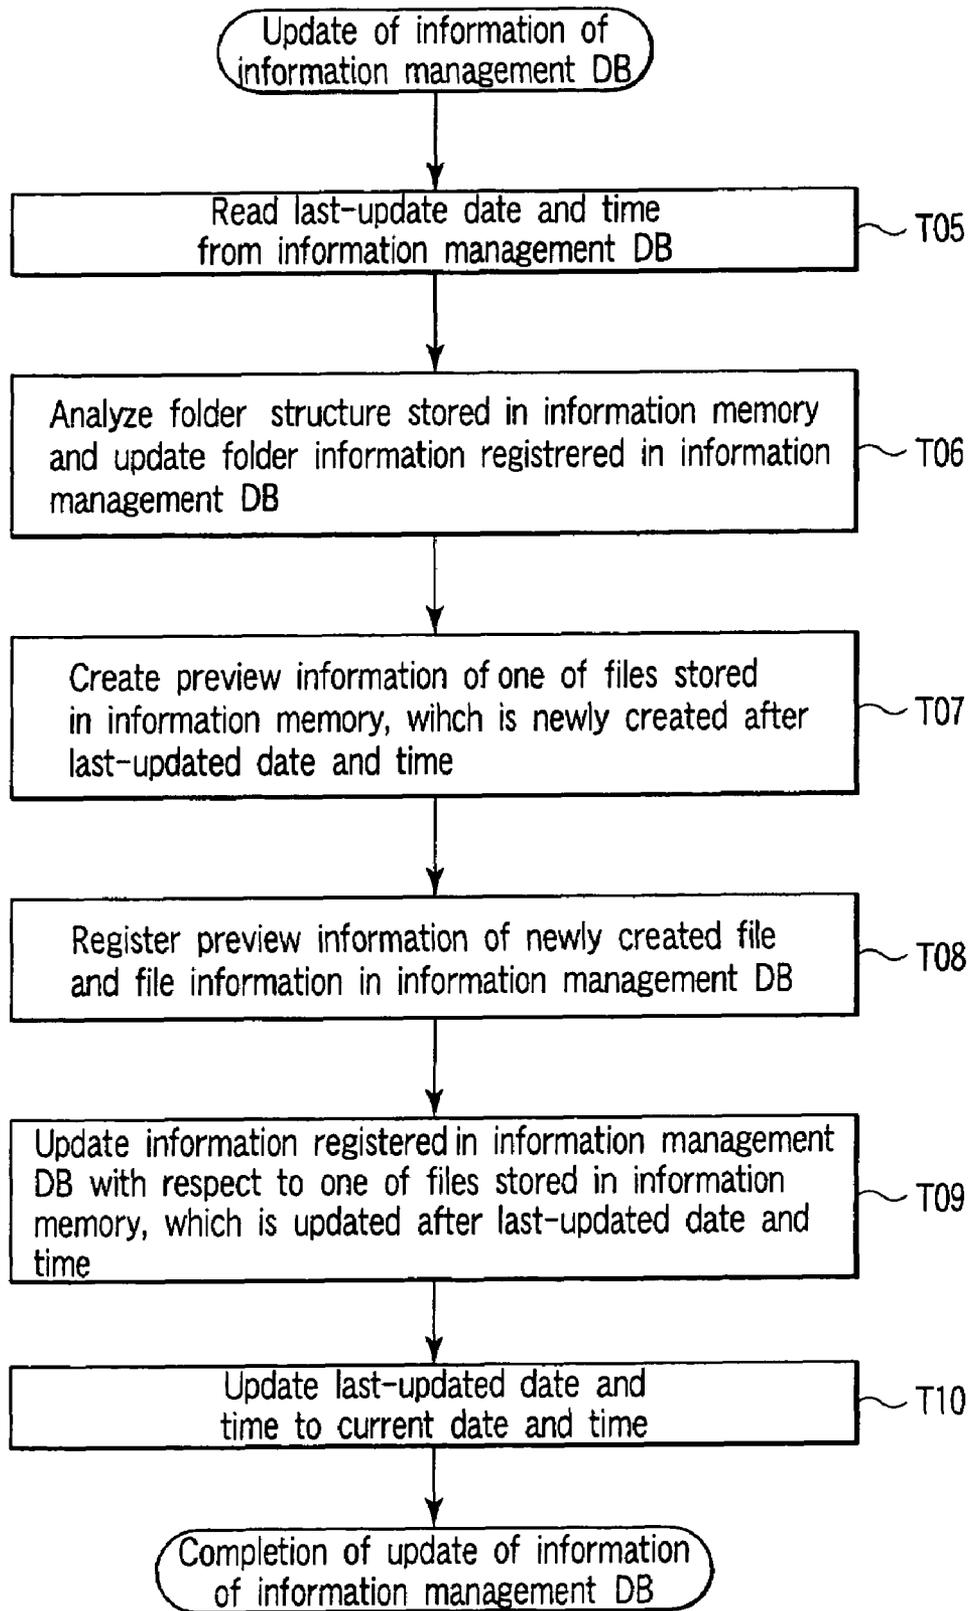 Update of information of
information management DB
Read last-update date and time
from information management DB
T05
Analyze folder structure stored in information memory
and update folder information registrered in information
management DB
T06
Create preview information of one of files stored
in information memory, wihch is newly created after
last-updated date and time
T07
Register preview information of newly created file
and file information in information management DB
T08
Update information registered in information management
DB with respect to one of files stored in information
memory, which is updated after last-updated date and
time
T09
Update last-updated date and
time to current date and time
T10
Completion of update of information
of information management DB